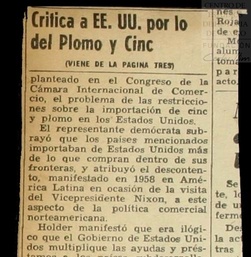 Critica a EE. UU. por lo
del Plomo y Cinc
(VIENE DE LA PAGINA TRES)
planteado en el Congreso de la
Cámara Internacional de Comer-
cio, el problema de las restriccio-
nes sobre la importación de cinc
y plomo en los Estados Unidos.
El representante demócrata sub-
rayó que los países mencionados
importaban de Estados Unidos más
de lo que compran dentro de sus
fronteras, y atribuyó el descon-
tento, manifestado en 1958 en Amé-
rica Latina en ocasión de la visita
del Vicepresidente Nixon, a este
aspecto de la política comercial
norteamericana.
Holder manifestó que era iló-
gico que el Gobierno de Estados Uni-
dos multiplique las ayudas y prés-